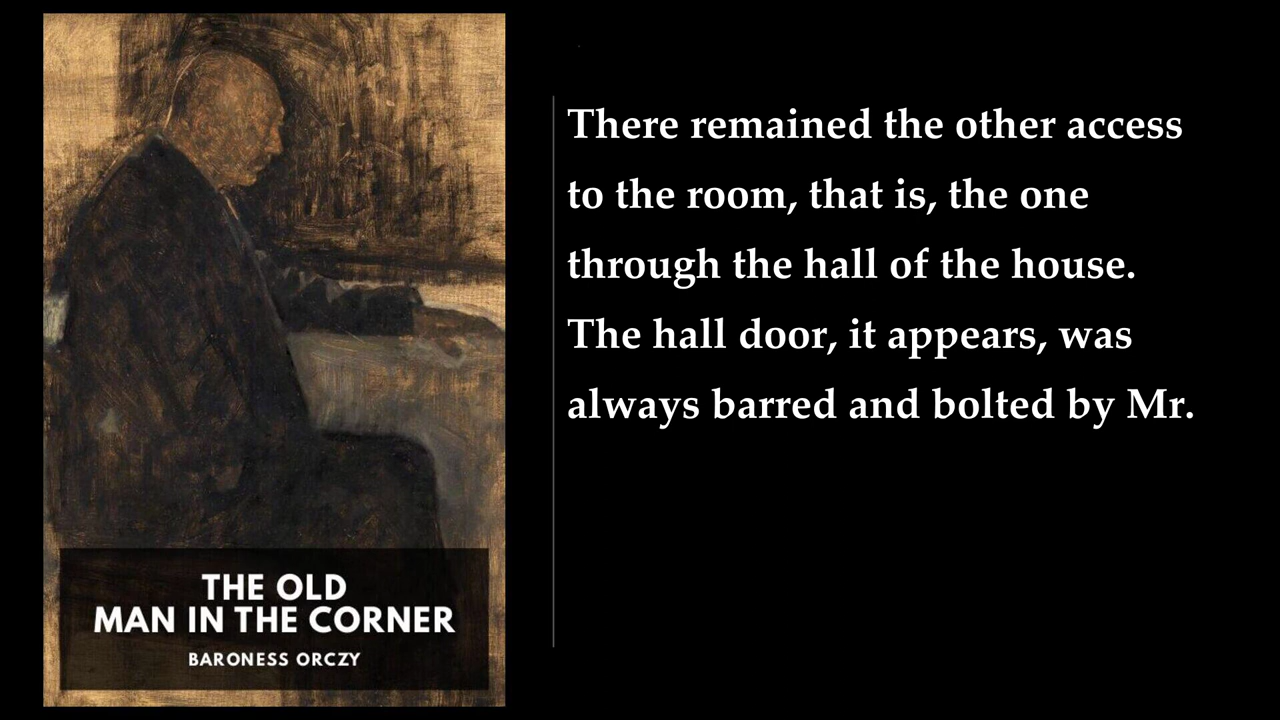 THE OLD
MAN IN THE CORNER
BARONESS ORCZY
There remained the other access
to the room, that is, the one
through the hall of the house.
The hall door, it appears, was
always barred and bolted by Mr.